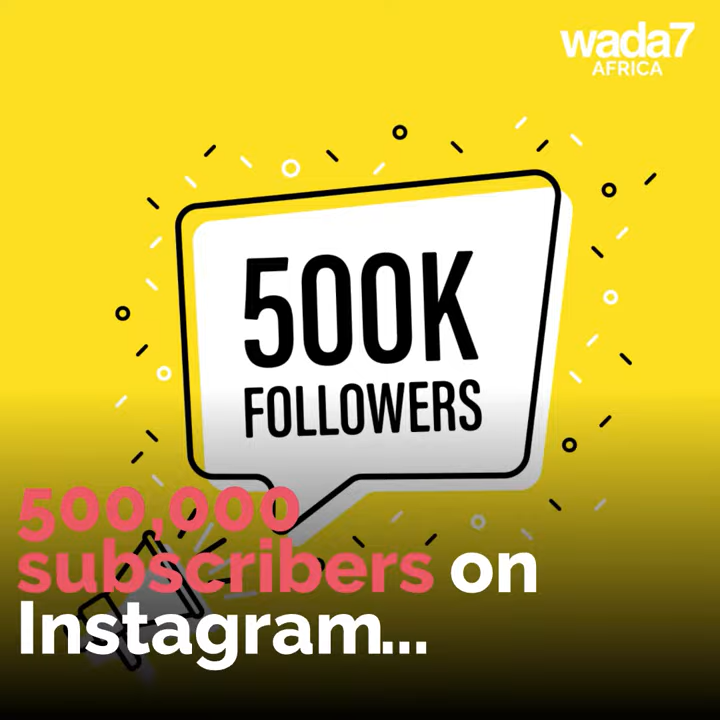 wada7
AFRICA
500K
FOLLOWERS
500,000
subscribers on
Instagram...